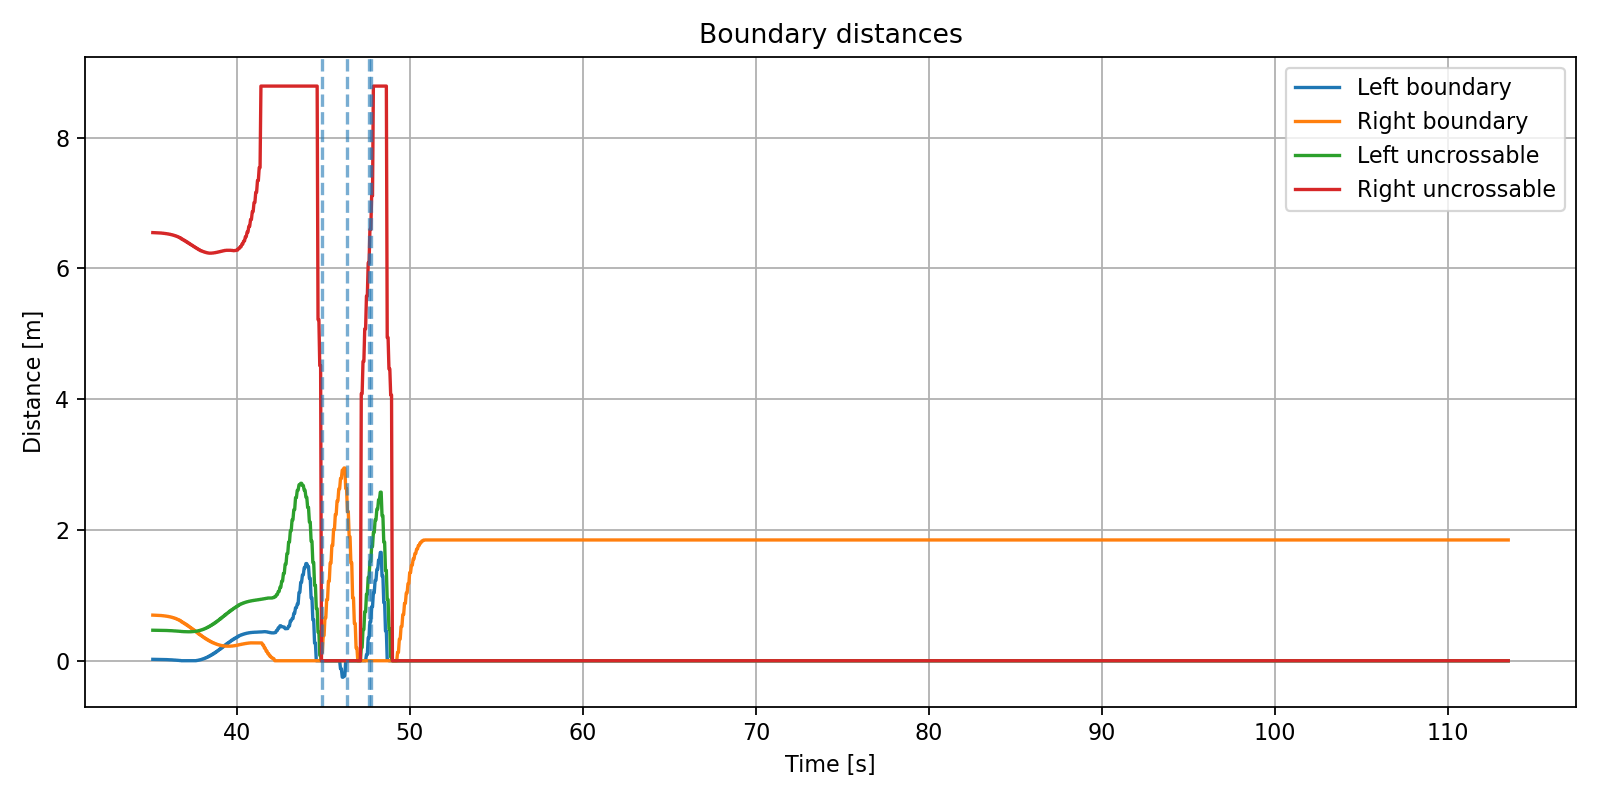 Boundary distances
Left boundary
Right boundary
Left uncrossable
Right uncrossable
8
6
4
2
0
Distance [m]
40 50 60 70 80 90 100 110
Time [s]